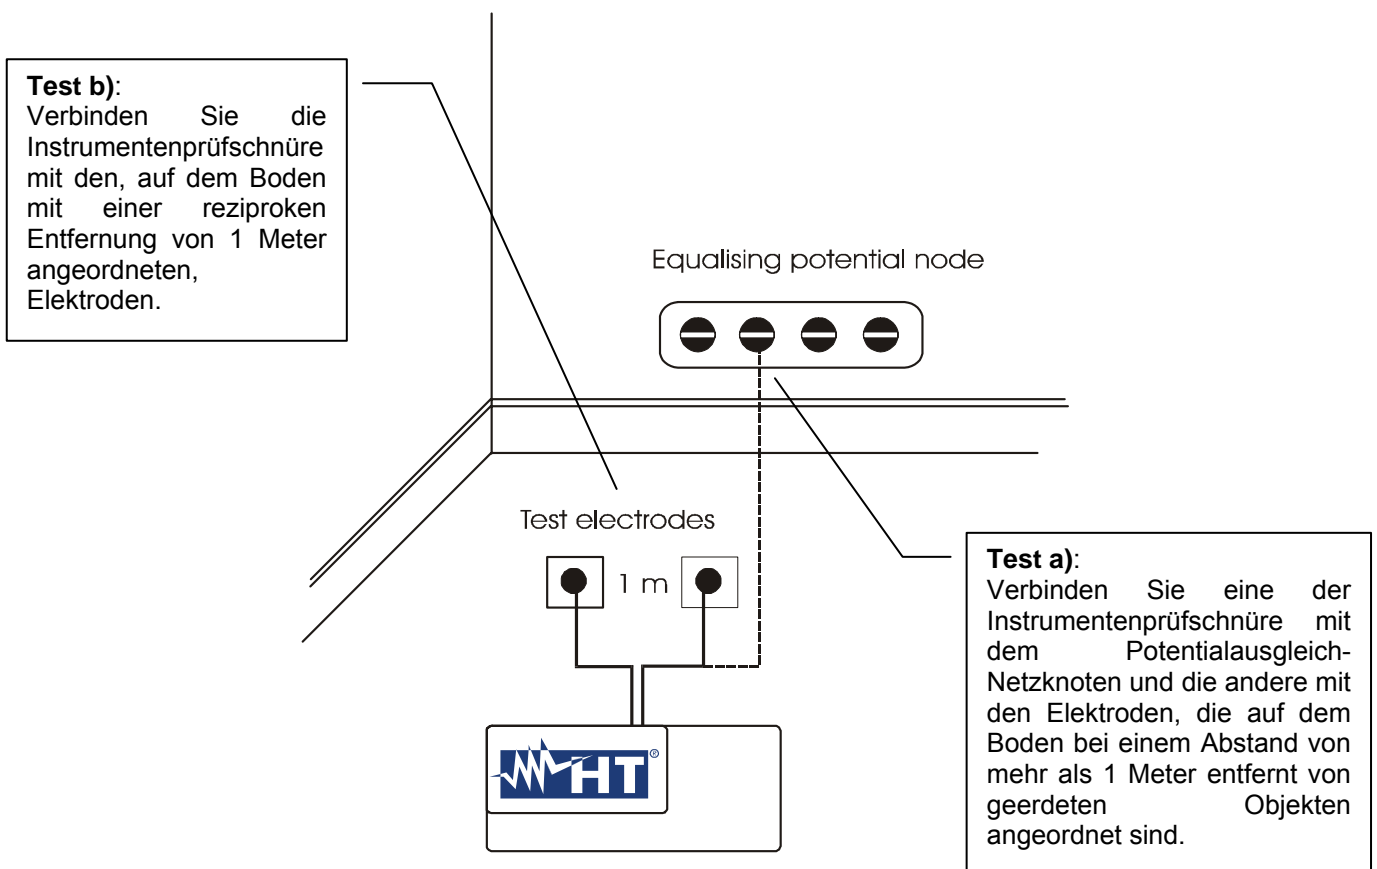 Test b):
Verbinden Sie die
Instrumentenprüfschnüre
mit den, auf dem Boden
mit einer reziproken
Entfernung von 1 Meter
angeordneten,
Elektroden.
Equalising potential node
Test electrodes
1 m
HT®
Test a):
Verbinden Sie eine der
Instrumentenprüfschnüre mit
dem Potentialausgleich-
Netzknoten und die andere mit
den Elektroden, die auf dem
Boden bei einem Abstand von
mehr als 1 Meter entfernt von
geerdeten Objekten
angeordnet sind.